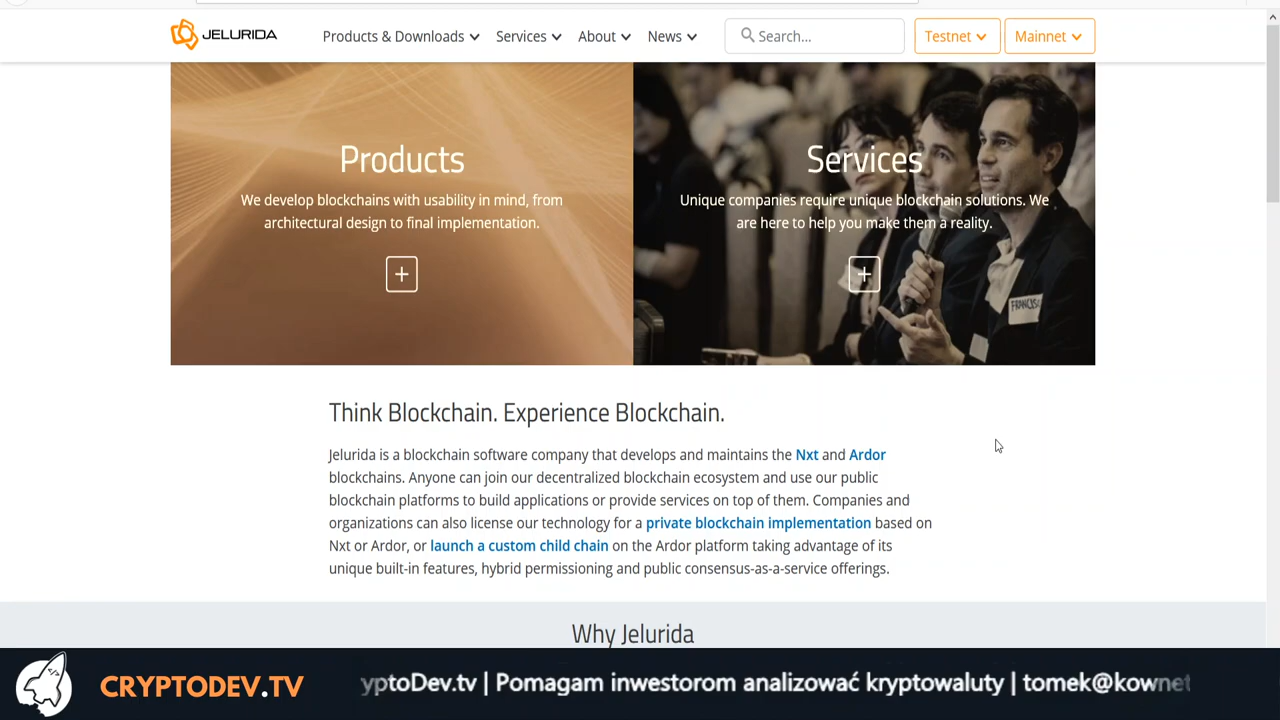 JELURIDA
Products & Downloads
Services
About
News
Search...
Testnet
Mainnet
Products
We develop blockchains with usability in mind, from
architectural design to final implementation.
Services
Unique companies require unique blockchain solutions. We
are here to help you make them a reality.
Think Blockchain. Experience Blockchain.
Jelurida is a blockchain software company that develops and maintains the Nxt and Ardor
blockchains. Anyone can join our decentralized blockchain ecosystem and use our public
blockchain platforms to build applications or provide services on top of them. Companies and
organizations can also license our technology for a private blockchain implementation based on
Nxt or Ardor, or launch a custom child chain on the Ardor platform taking advantage of its
unique built-in features, hybrid permissioning and public consensus-as-a-service offerings.
Why Jelurida
CRYPTODEV.TV
yptoDev.tv | Pomagam inwestorom analizować kryptowaluty | tomek@kownet